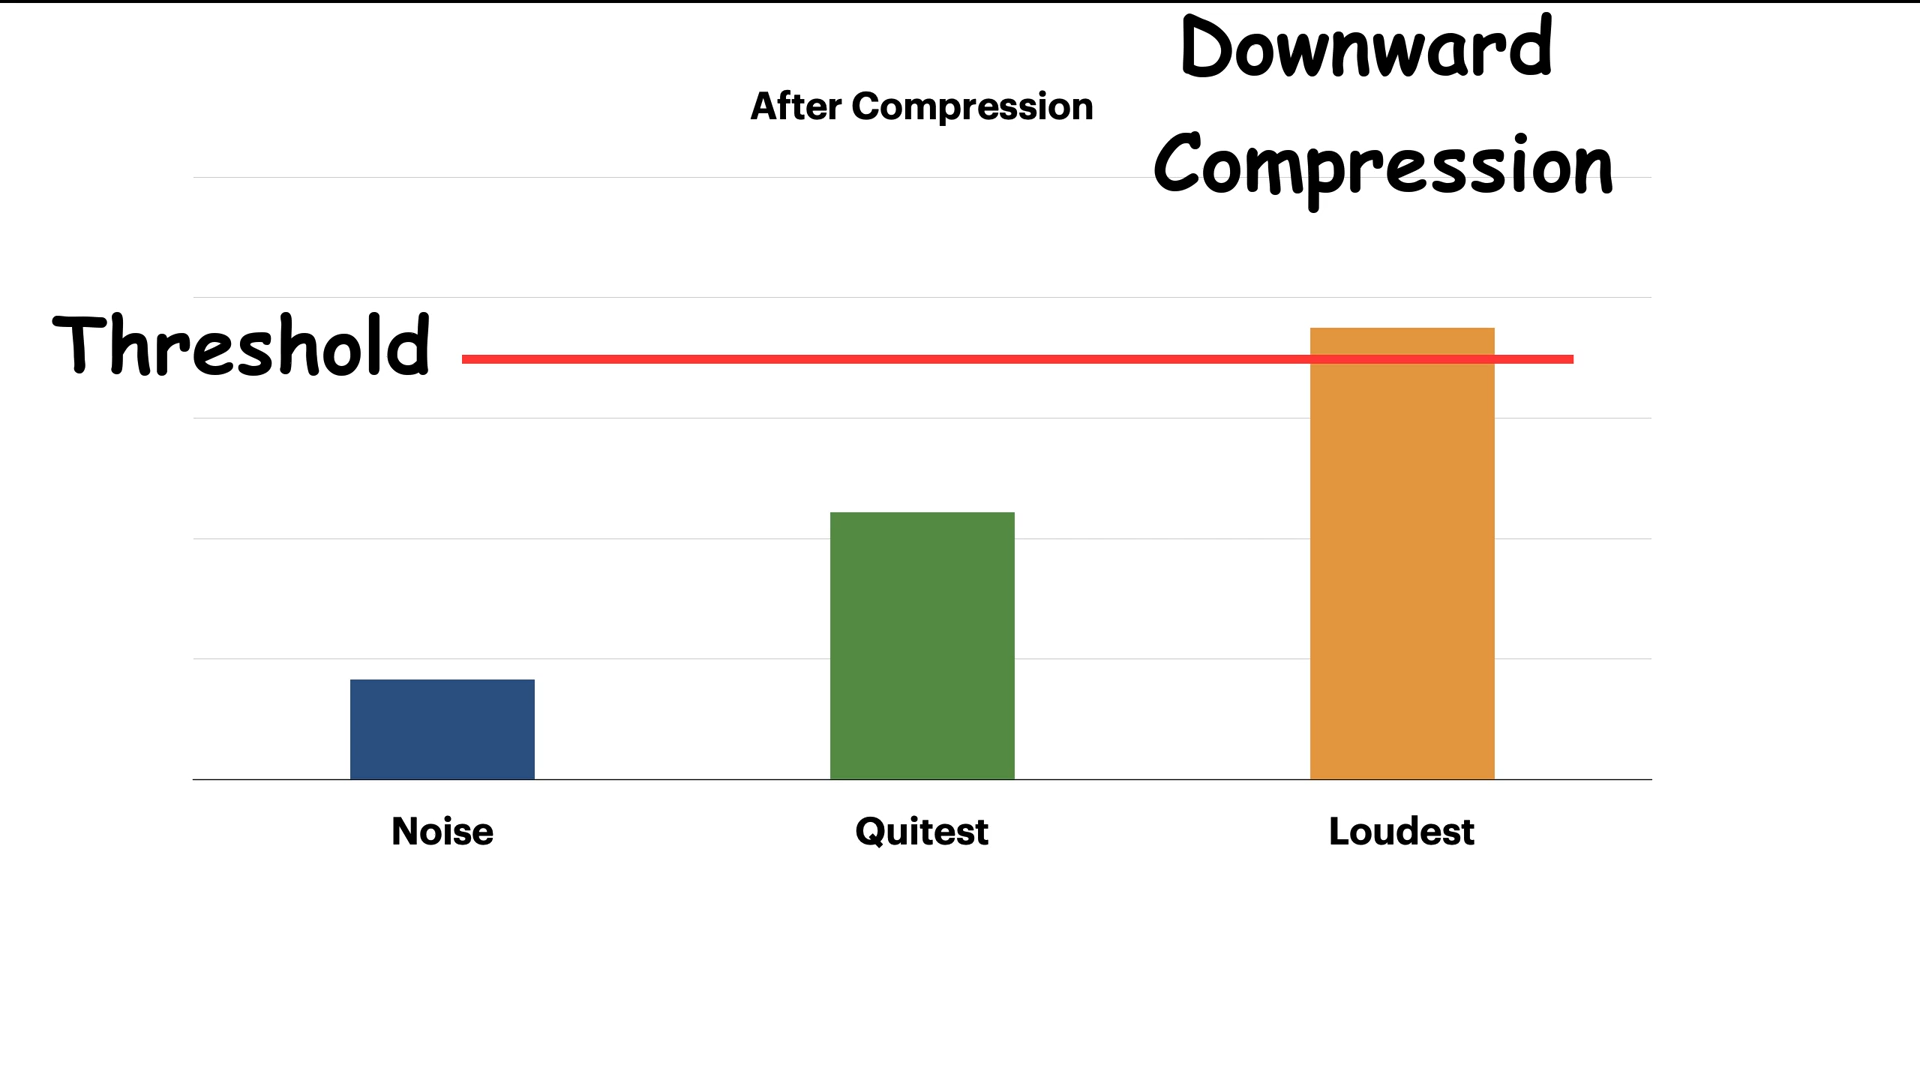 Downward
After Compression
Compression
Threshold
Noise
Quitest
Loudest